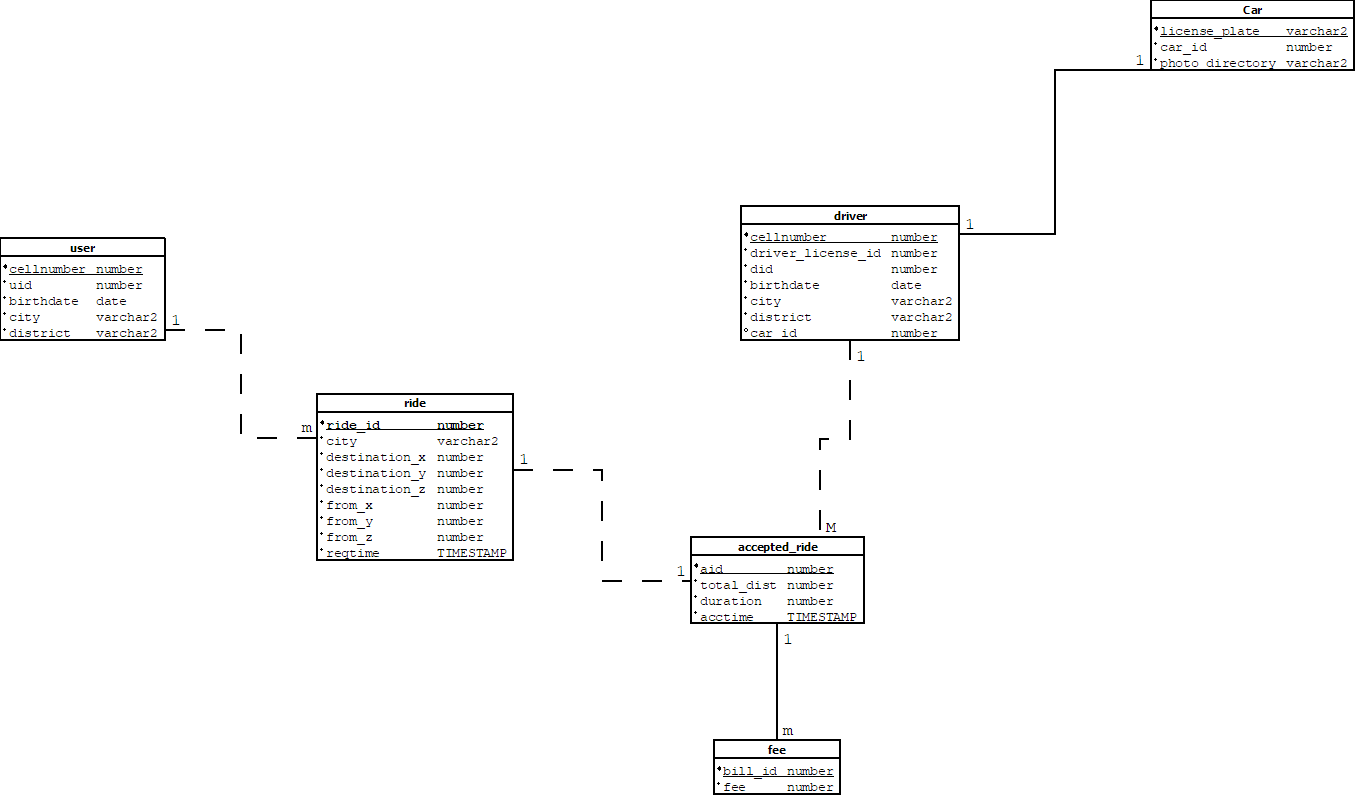 Car
license_plate varchar2
car_id number
photo_directory varchar2
1
driver
1
cellnumber number
driver_license_id number
did number
birthdate date
city varchar2
district varchar2
car_id number
1
user
cellnumber number
uid number
birthdate date
city varchar2
district varchar2
1
ride
m
ride_id number
city varchar2
destination_x number
destination_y number
destination_z number
from_x number
from_y number
from_z number
reqtime TIMESTAMP
1
M
accepted_ride
1
aid number
total_dist number
duration number
acctime TIMESTAMP
1
m
fee
bill_id number
fee number